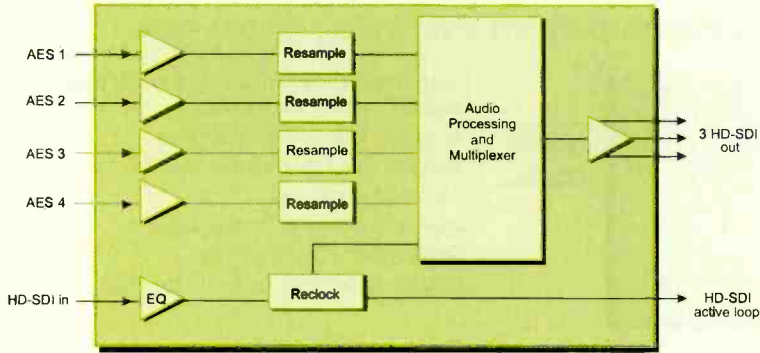 AES 1
Resample
AES 2
Resample
Audio
Processing
and
Multiplexer
3 HD-SDI
out
AES 3
Resample
AES 4
Resample
HD-SDI in
EQ
Reclock
HD-SDI
active loop